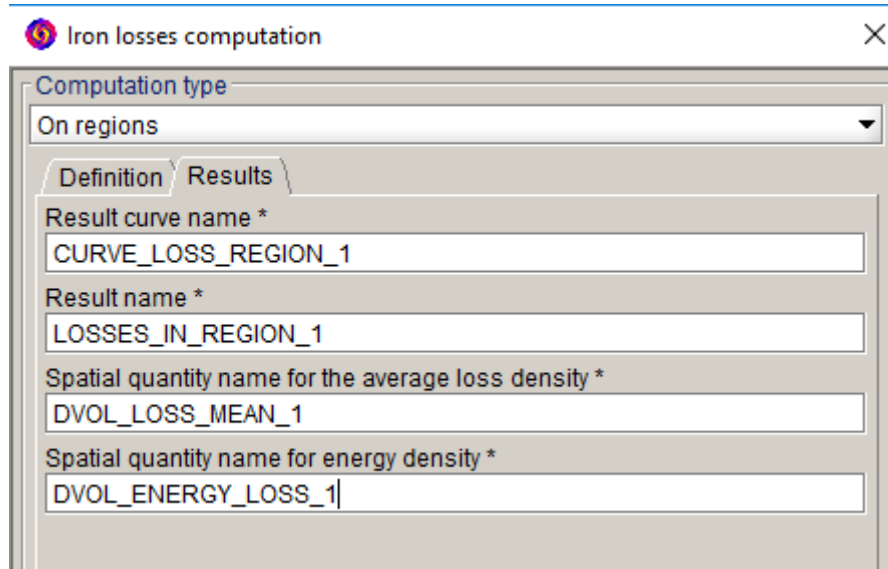 Iron losses computation
Computation type
On regions
Definition Results
Result curve name *
CURVE_LOSS_REGION_1
Result name *
LOSSES_IN_REGION_1
Spatial quantity name for the average loss density *
DVOL_LOSS_MEAN_1
Spatial quantity name for energy density *
DVOL_ENERGY_LOSS_1